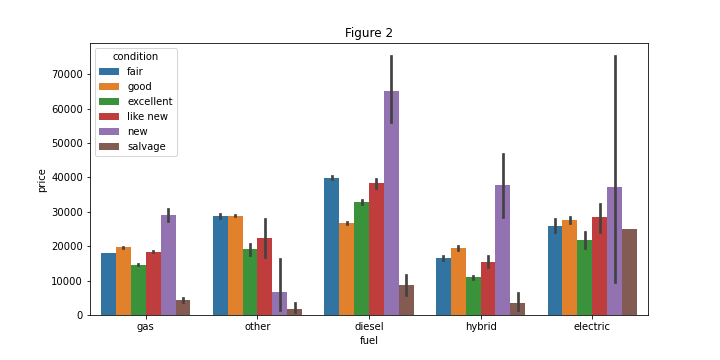 Figure 2
condition
fair
good
excellent
like new
new
salvage
price
70000
60000
50000
40000
30000
20000
10000
0
gas other diesel hybrid electric
fuel